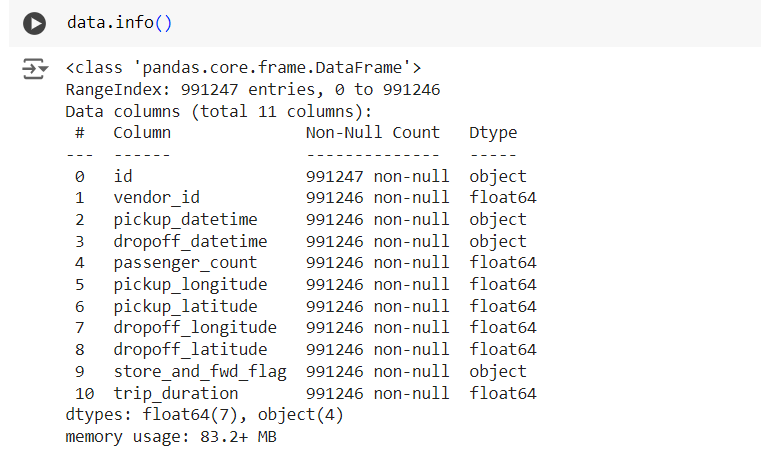 data.info()
<class 'pandas.core.frame.DataFrame'>
RangeIndex: 991247 entries, 0 to 991246
Data columns (total 11 columns):
 #   Column              Non-Null Count   Dtype
---  ------              --------------   -----
 0   id                  991247 non-null  object
 1   vendor_id           991246 non-null  float64
 2   pickup_datetime     991246 non-null  object
 3   dropoff_datetime    991246 non-null  object
 4   passenger_count     991246 non-null  float64
 5   pickup_longitude    991246 non-null  float64
 6   pickup_latitude     991246 non-null  float64
 7   dropoff_longitude   991246 non-null  float64
 8   dropoff_latitude    991246 non-null  float64
 9   store_and_fwd_flag  991246 non-null  object
 10  trip_duration       991246 non-null  float64
dtypes: float64(7), object(4)
memory usage: 83.2+ MB